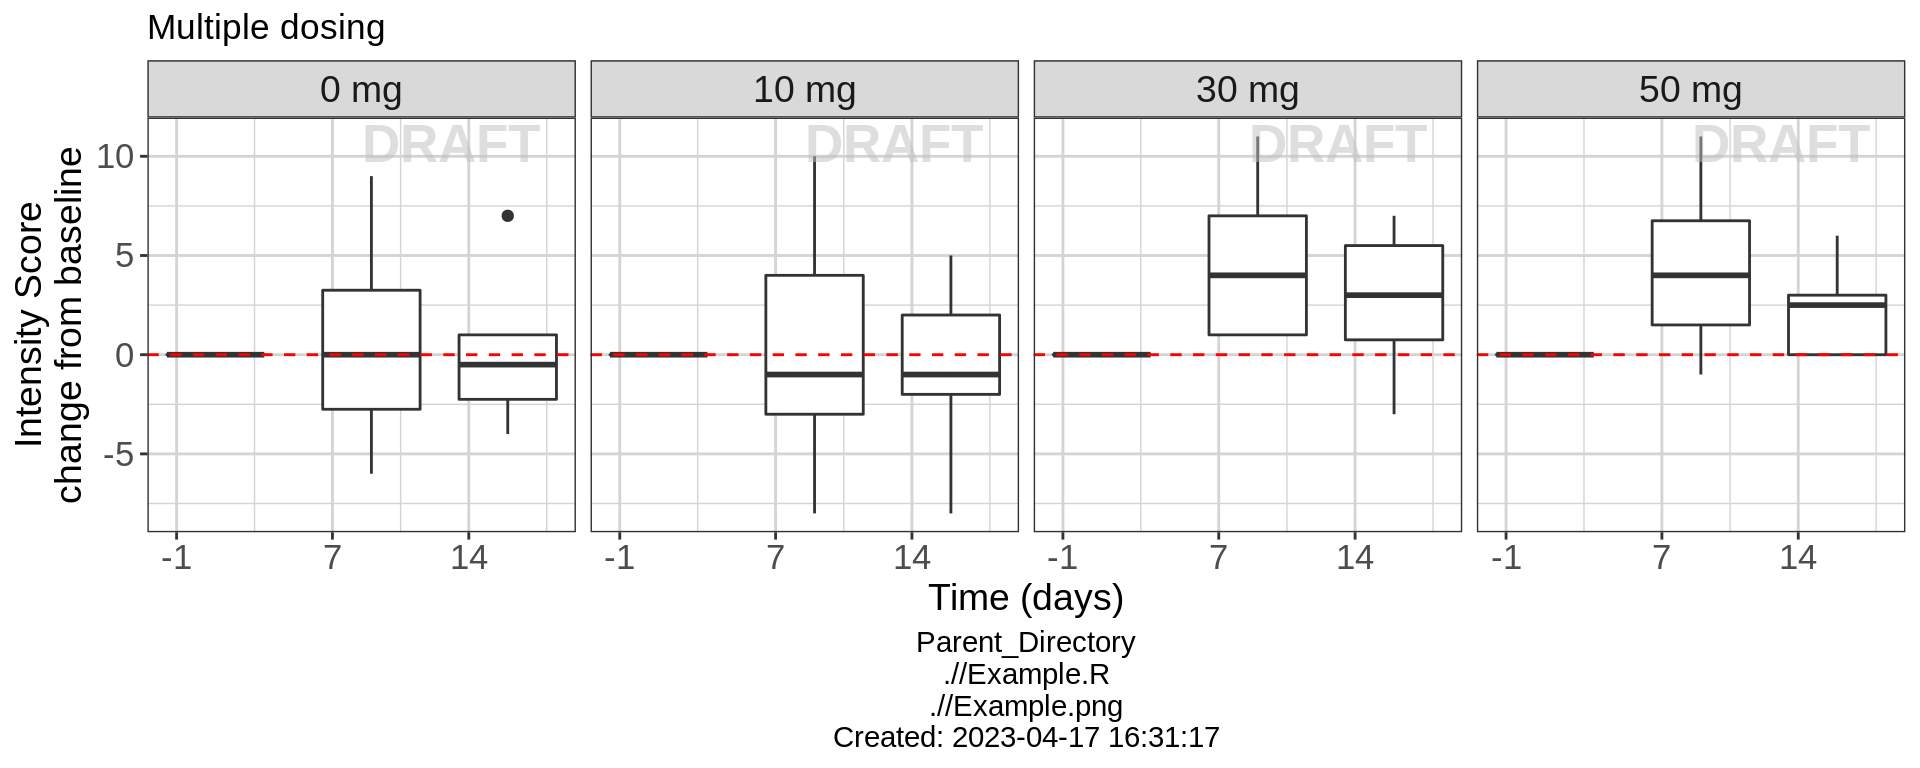 Multiple dosing
0 mg
10 mg
30 mg
50 mg
DRAFT
DRAFT
DRAFT
DRAFT
Intensity Score
change from baseline
10
5
0
-5
-1 7 14
-1 7 14
-1 7 14
-1 7 14
Time (days)
Parent_Directory
.//Example.R
.//Example.png
Created: 2023-04-17 16:31:17